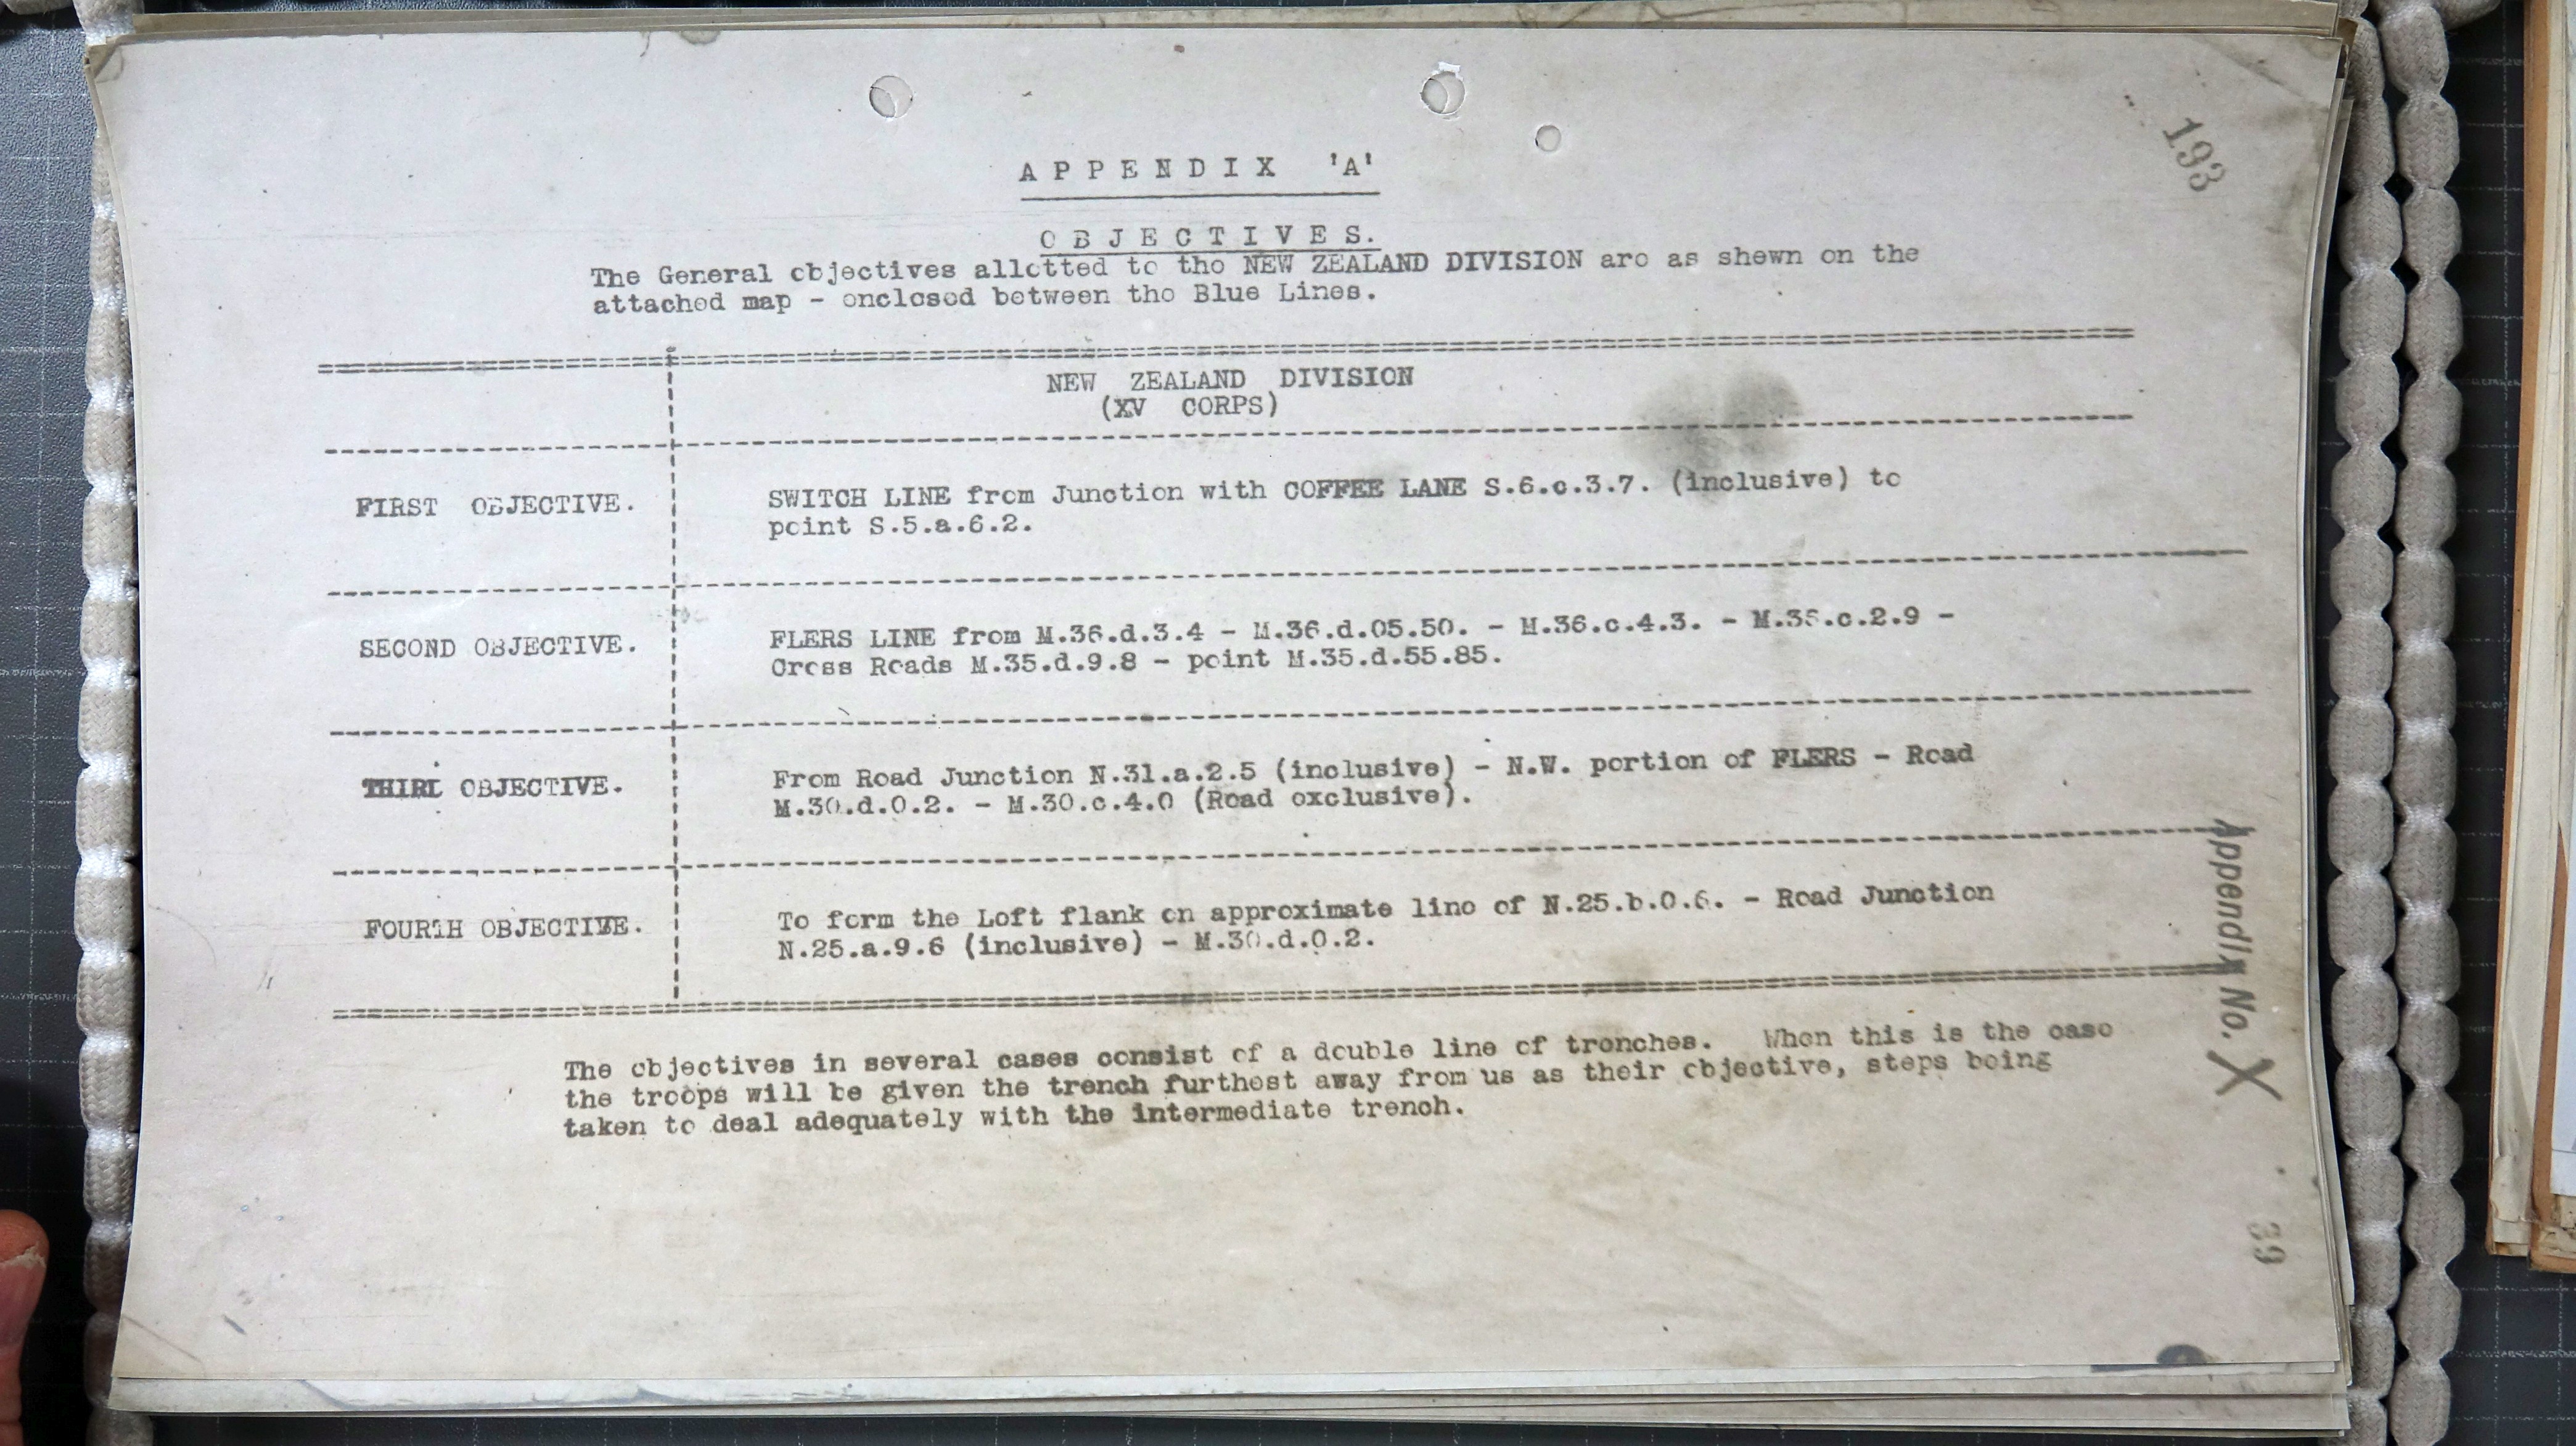 193
APPENDIX 'A'
OBJECTIVES.
The General objectives allotted to the NEW ZEALAND DIVISION are as shewn on the
attached map - enclosed between the Blue Lines.
NEW ZEALAND DIVISION
(XV CORPS)
FIRST OBJECTIVE.
SWITCH LINE from Junction with COFFEE LANE S.6.c.3.7. (inclusive) to
point S.5.a.6.2.
SECOND OBJECTIVE.
FLERS LINE from M.36.d.3.4 - M.36.d.05.50. - M.36.c.4.3. - M.36.c.2.9 -
Cross Roads M.35.d.9.8 - point M.35.d.55.85.
THIRD OBJECTIVE.
From Road Junction N.31.a.2.5 (inclusive) - N.W. portion of FLERS - Road
M.30.d.0.2. - M.30.c.4.0 (Road exclusive).
FOURTH OBJECTIVE.
To form the Left flank on approximate line of N.25.b.0.6. - Road Junction
N.25.a.9.6 (inclusive) - M.30.d.0.2.
The objectives in several cases consist of a double line of trenches. When this is the case
the troops will be given the trench furthest away from us as their objective, steps being
taken to deal adequately with the intermediate trench.
Appendix No. X
39